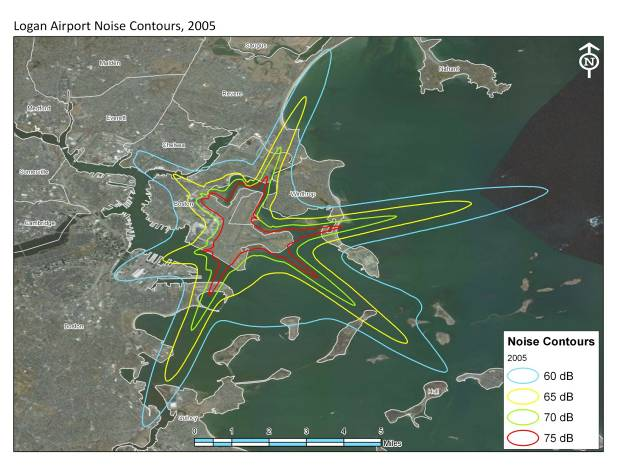 Logan Airport Noise Contours, 2005
Saugus
N
Malden
Nahant
Revere
Medford
Everett
Chelsea
Somerville
Winthrop
Boston
Cambridge
Boston
Noise Contours
2005
60 dB
65 dB
70 dB
75 dB
Hull
Quincy
0 1 2 3 4 5
Miles